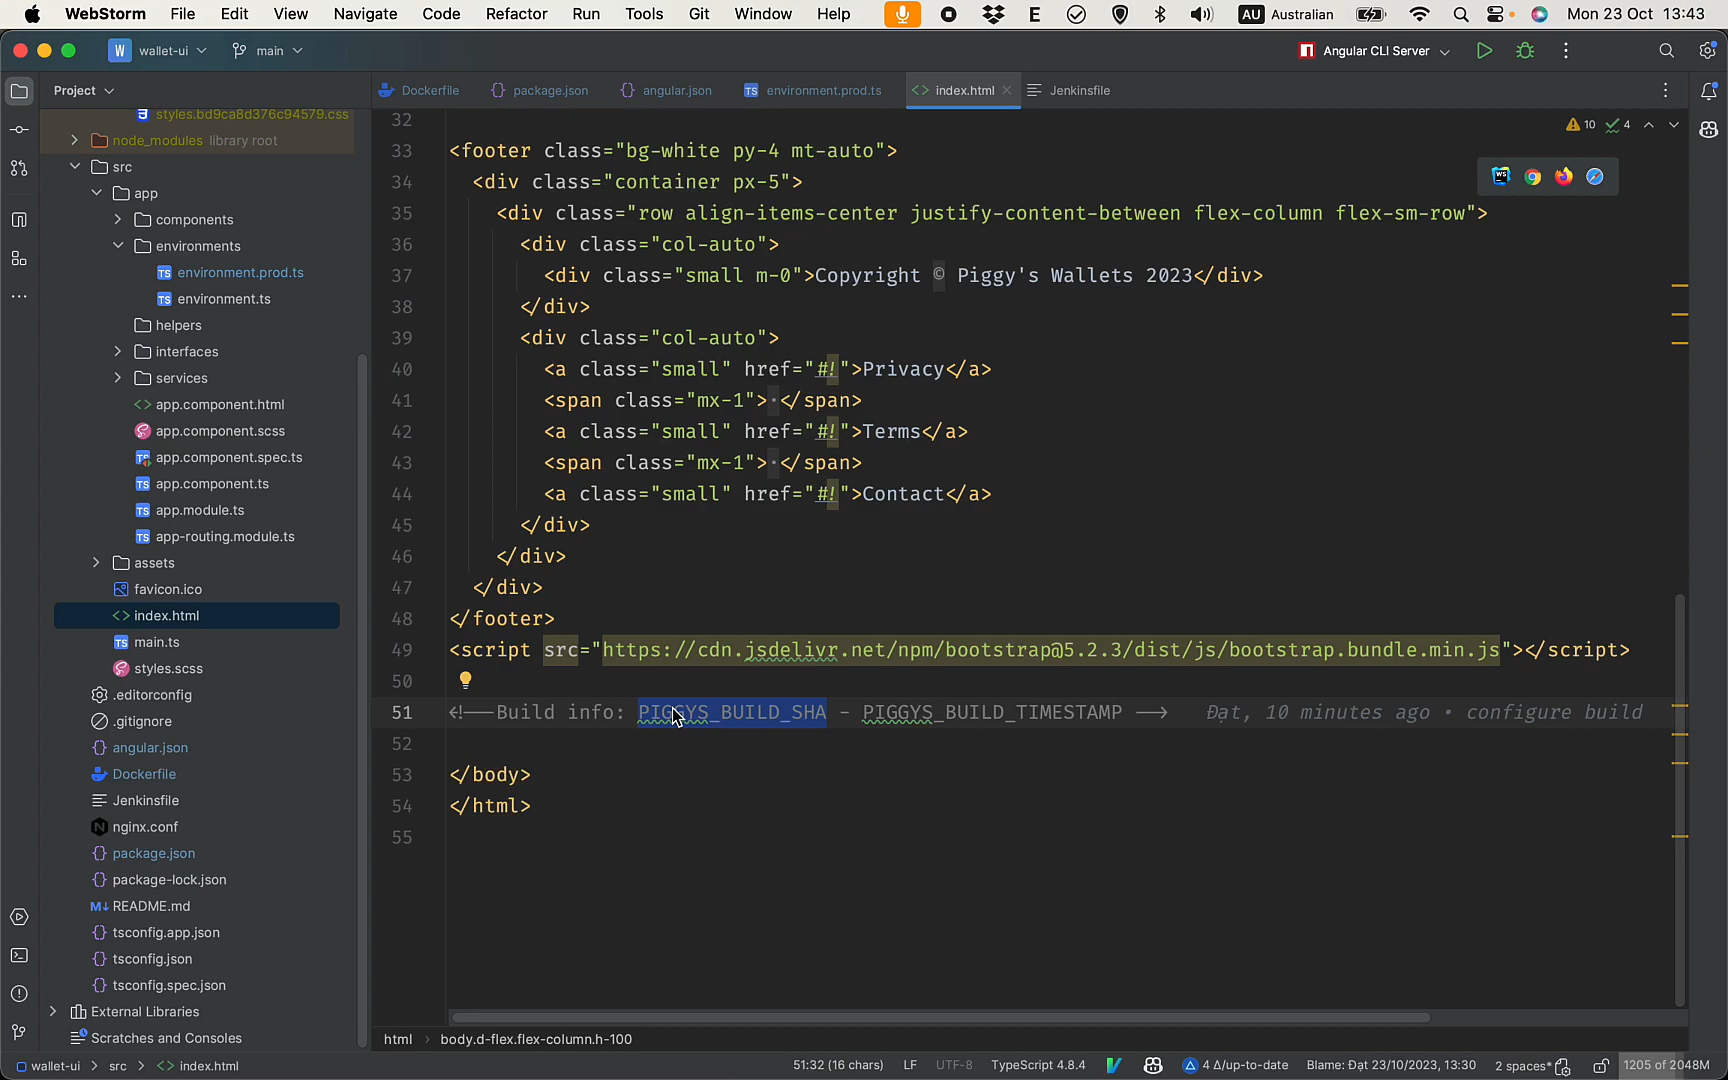 WebStorm File Edit View Navigate Code Refactor Run Tools Git Window Help E AU Australian Mon 23 Oct 13:43
W wallet-ui main Angular CLI Server
Project Dockerfile package.json angular.json TS environment.prod.ts index.html Jenkinsfile
styles.bd9ca8d376c94579.css
node_modules library root
src
app
components
environments
TS environment.prod.ts
TS environment.ts
helpers
interfaces
services
app.component.html
app.component.scss
app.component.spec.ts
TS app.component.ts
TS app.module.ts
TS app-routing.module.ts
assets
favicon.ico
index.html
TS main.ts
styles.scss
.editorconfig
.gitignore
angular.json
Dockerfile
Jenkinsfile
nginx.conf
package.json
package-lock.json
M↓ README.md
tsconfig.app.json
tsconfig.json
tsconfig.spec.json
External Libraries
Scratches and Consoles
10 4
32
33 <footer class="bg-white py-4 mt-auto">
34 <div class="container px-5">
35 <div class="row align-items-center justify-content-between flex-column flex-sm-row">
36 <div class="col-auto">
37 <div class="small m-0">Copyright © Piggy's Wallets 2023</div>
38 </div>
39 <div class="col-auto">
40 <a class="small" href="#!">Privacy</a>
41 <span class="mx-1">·</span>
42 <a class="small" href="#!">Terms</a>
43 <span class="mx-1">·</span>
44 <a class="small" href="#!">Contact</a>
45 </div>
46 </div>
47 </div>
48 </footer>
49 <script src="https://cdn.jsdelivr.net/npm/bootstrap@5.2.3/dist/js/bootstrap.bundle.min.js"></script>
50
51 <!--Build info: PIGGYS_BUILD_SHA - PIGGYS_BUILD_TIMESTAMP --> Đạt, 10 minutes ago • configure build
52
53 </body>
54 </html>
55
html › body.d-flex.flex-column.h-100
wallet-ui › src › index.html 51:32 (16 chars) LF UTF-8 TypeScript 4.8.4 4 Δ/up-to-date Blame: Đạt 23/10/2023, 13:30 2 spaces* 1205 of 2048M